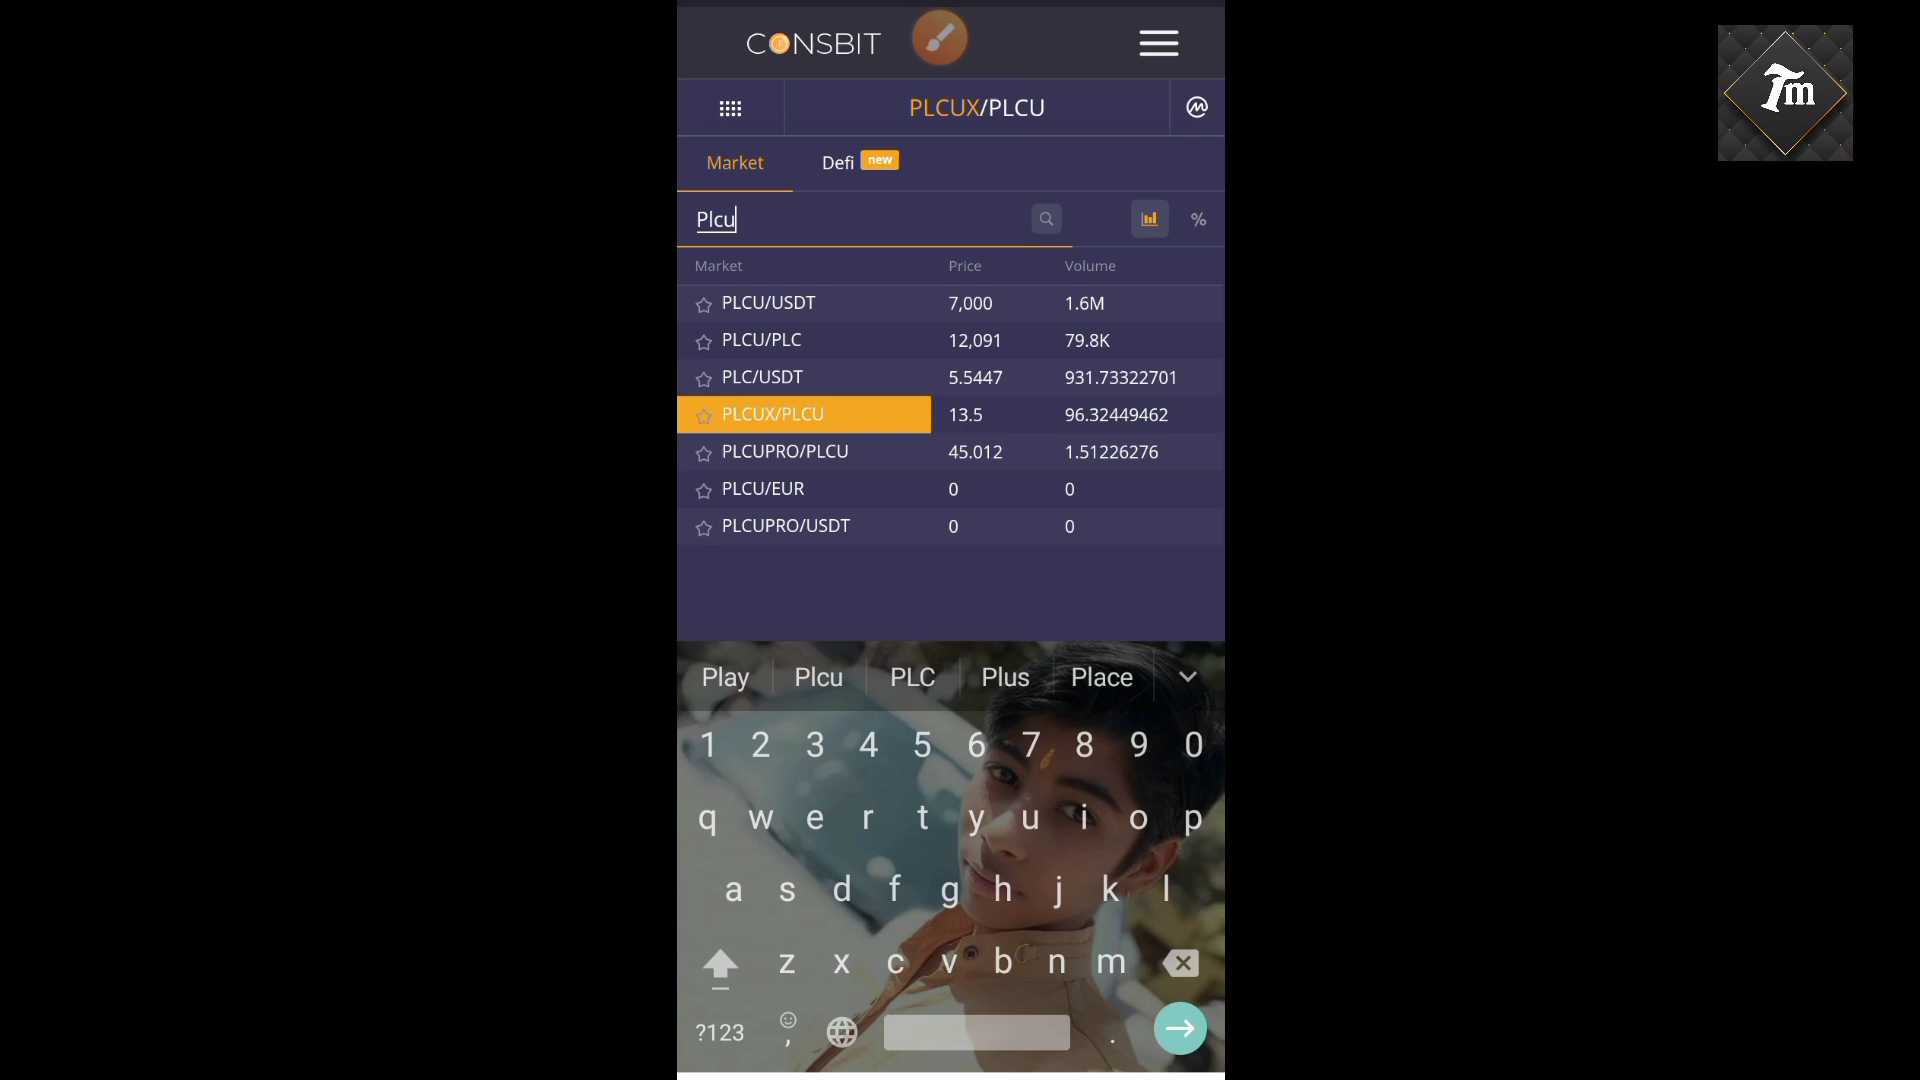 CONSBIT
PLCUX/PLCU
Market Defi new
Plcu %
Market Price Volume
PLCU/USDT 7,000 1.6M
PLCU/PLC 12,091 79.8K
PLC/USDT 5.5447 931.73322701
PLCUX/PLCU 13.5 96.32449462
PLCUPRO/PLCU 45.012 1.51226276
PLCU/EUR 0 0
PLCUPRO/USDT 0 0
Play Plcu PLC Plus Place
1 2 3 4 5 6 7 8 9 0
q w e r t y u i o p
a s d f g h j k l
z x c v b n m
?123 , .
Tm